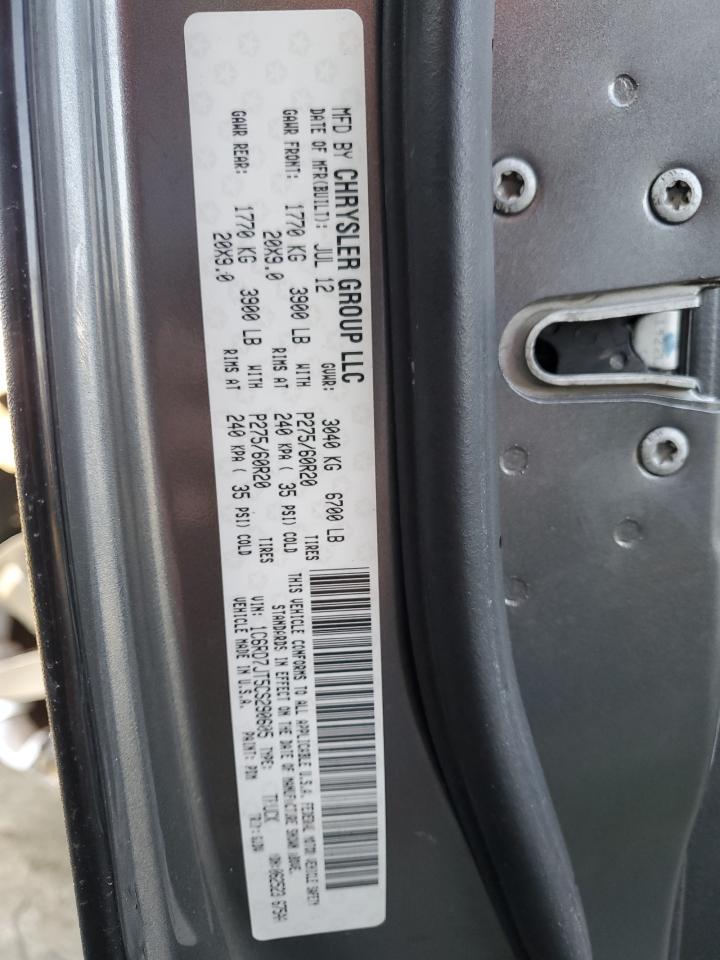 MFD BY CHRYSLER GROUP LLC
DATE OF MFR(BUILT): JUL 12 GVWR: 3040 KG 6700 LB
GAWR FRONT: 1770 KG 3900 LB WITH P275/60R20 TIRES
20X9.0 RIMS AT 240 KPA ( 35 PSI) COLD
GAWR REAR: 1770 KG 3900 LB WITH P275/60R20 TIRES
20X9.0 RIMS AT 240 KPA ( 35 PSI) COLD
THIS VEHICLE CONFORMS TO ALL APPLICABLE U.S.A. FEDERAL MOTOR VEHICLE SAFETY
STANDARDS IN EFFECT ON THE DATE OF MANUFACTURE SHOWN ABOVE.
VIN: 1C6RD7JT5CS290605 TYPE: TRUCK
VEHICLE MADE IN U.S.A. PAINT: PDM